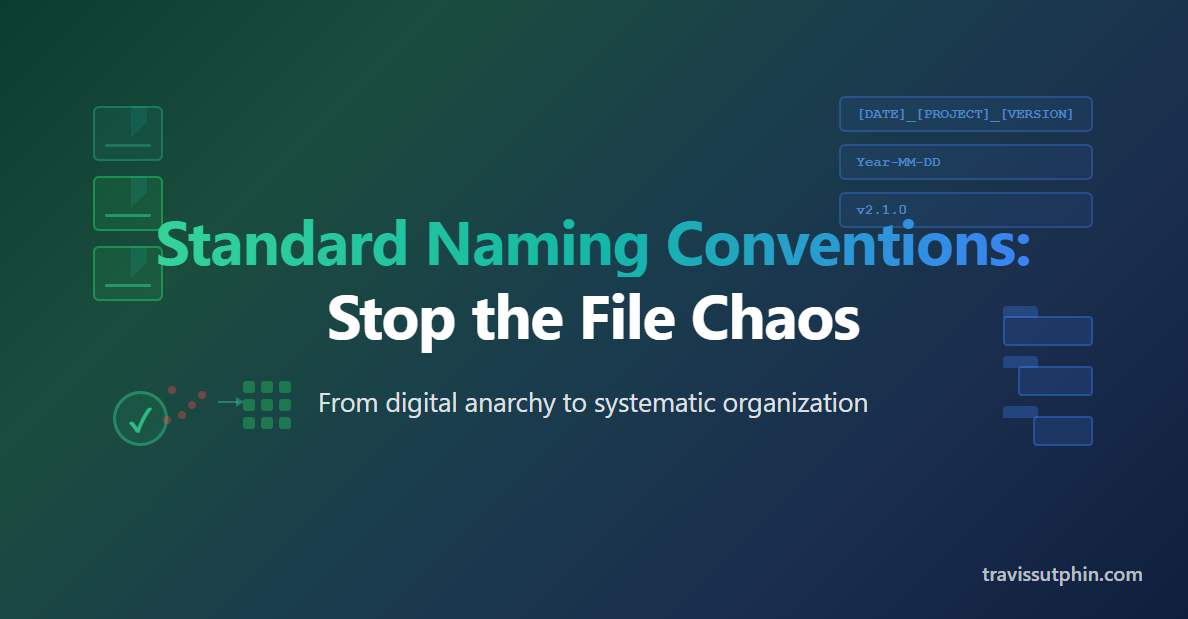 [DATE]_[PROJECT]_[VERSION]
Year-MM-DD
v2.1.0
Standard Naming Conventions:
Stop the File Chaos
From digital anarchy to systematic organization
travissutphin.com